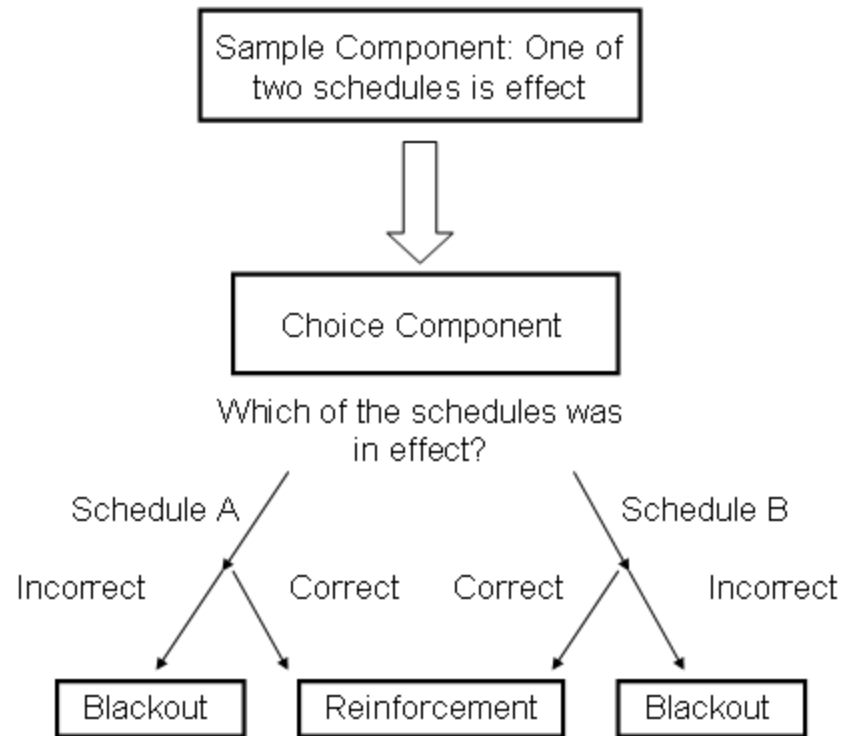 Sample Component: One of
two schedules is effect
Choice Component
Which of the schedules was
in effect?
Schedule A
Schedule B
Incorrect
Correct
Correct
Incorrect
Blackout
Reinforcement
Blackout